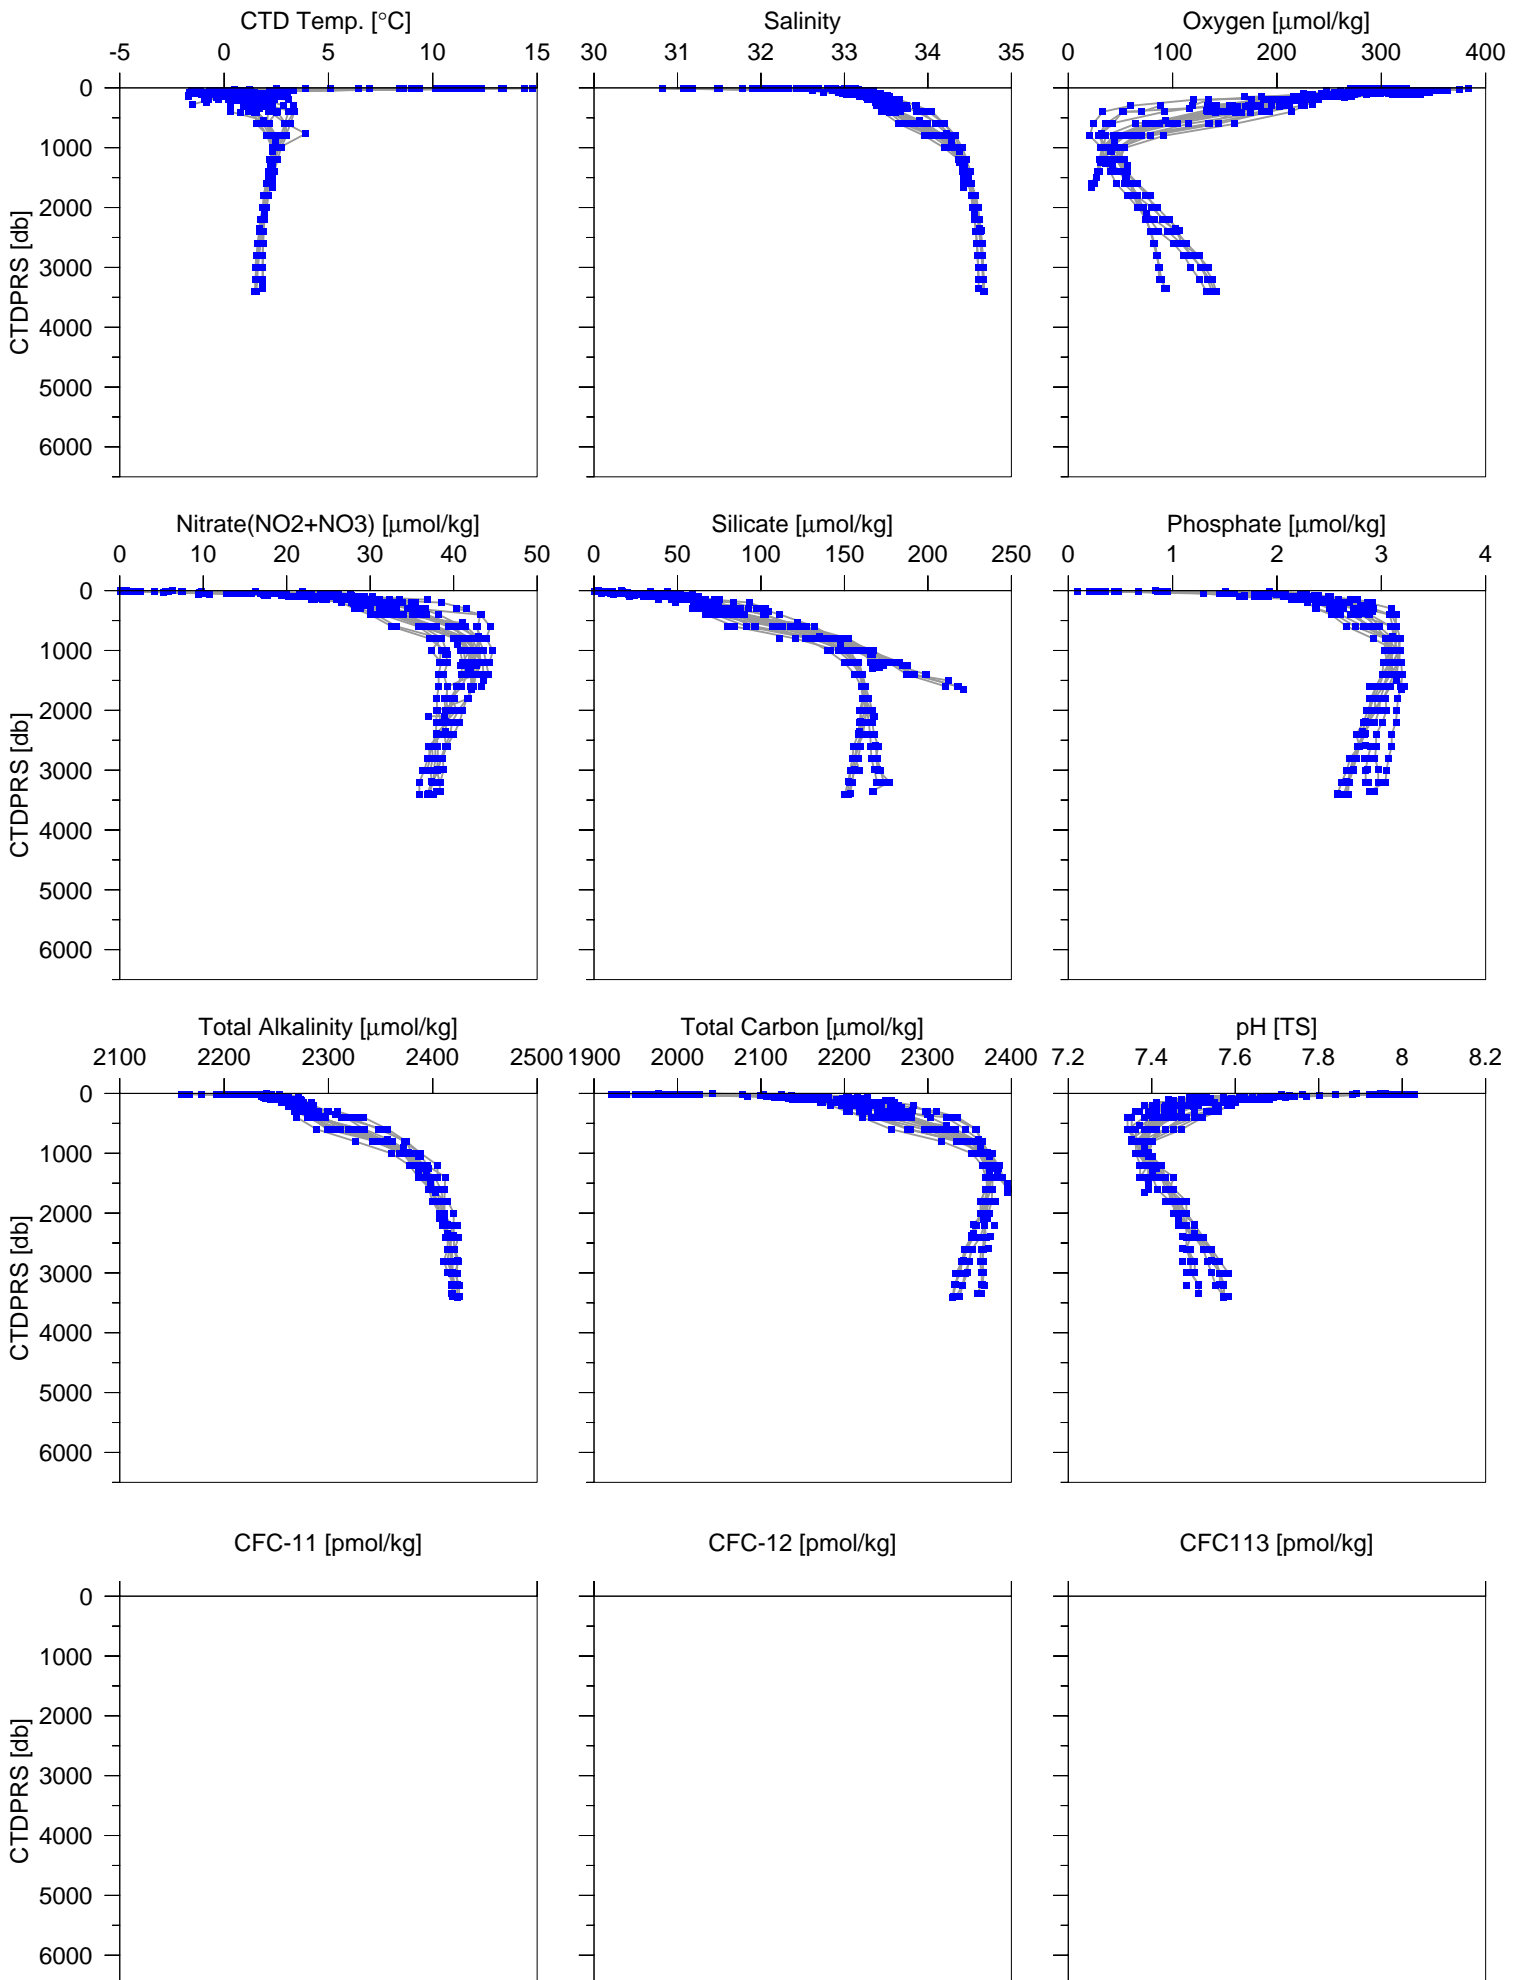 CTD Temp. [°C] Salinity Oxygen [μmol/kg]
-5 0 5 10 15 30 31 32 33 34 35 0 100 200 300 400
0
1000
2000
3000
4000
5000
6000
CTDPRS [db]
Nitrate(NO2+NO3) [μmol/kg] Silicate [μmol/kg] Phosphate [μmol/kg]
0 10 20 30 40 50 0 50 100 150 200 250 0 1 2 3 4
0
1000
2000
3000
4000
5000
6000
CTDPRS [db]
Total Alkalinity [μmol/kg] Total Carbon [μmol/kg] pH [TS]
2100 2200 2300 2400 2500 1900 2000 2100 2200 2300 2400 7.2 7.4 7.6 7.8 8 8.2
0
1000
2000
3000
4000
5000
6000
CTDPRS [db]
CFC-11 [pmol/kg] CFC-12 [pmol/kg] CFC113 [pmol/kg]
0
1000
2000
3000
4000
5000
6000
CTDPRS [db]